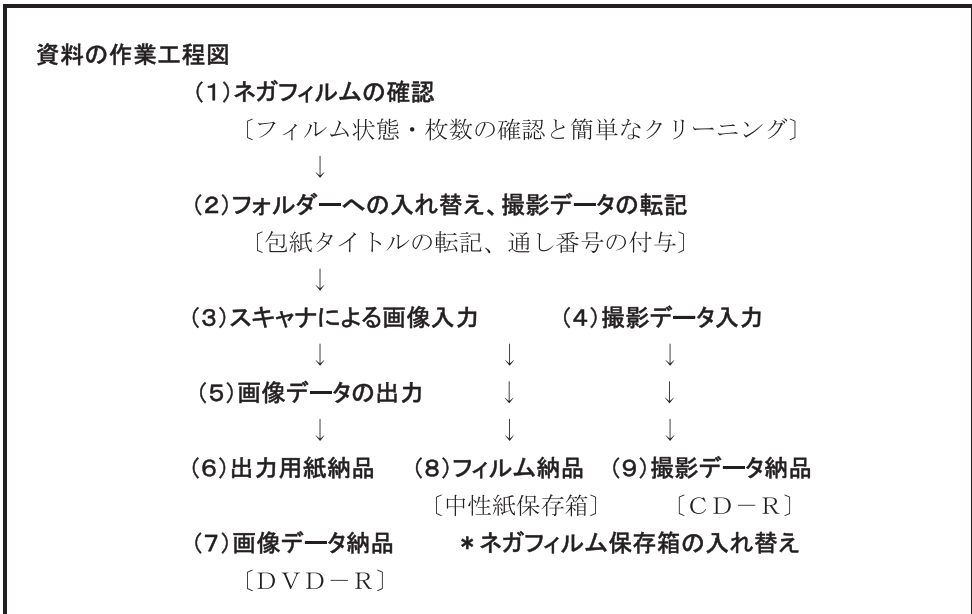 資料の作業工程図
(1)ネガフィルムの確認
〔フィルム状態・枚数の確認と簡単なクリーニング〕
↓
(2)フォルダーへの入れ替え、撮影データの転記
〔包紙タイトルの転記、通し番号の付与〕
↓
(3)スキャナによる画像入力 (4)撮影データ入力
↓ ↓ ↓
(5)画像データの出力 ↓ ↓
↓ ↓ ↓
(6)出力用紙納品 (8)フィルム納品 (9)撮影データ納品
〔中性紙保存箱〕 〔ＣＤ－Ｒ〕
(7)画像データ納品 ＊ネガフィルム保存箱の入れ替え
〔ＤＶＤ－Ｒ〕